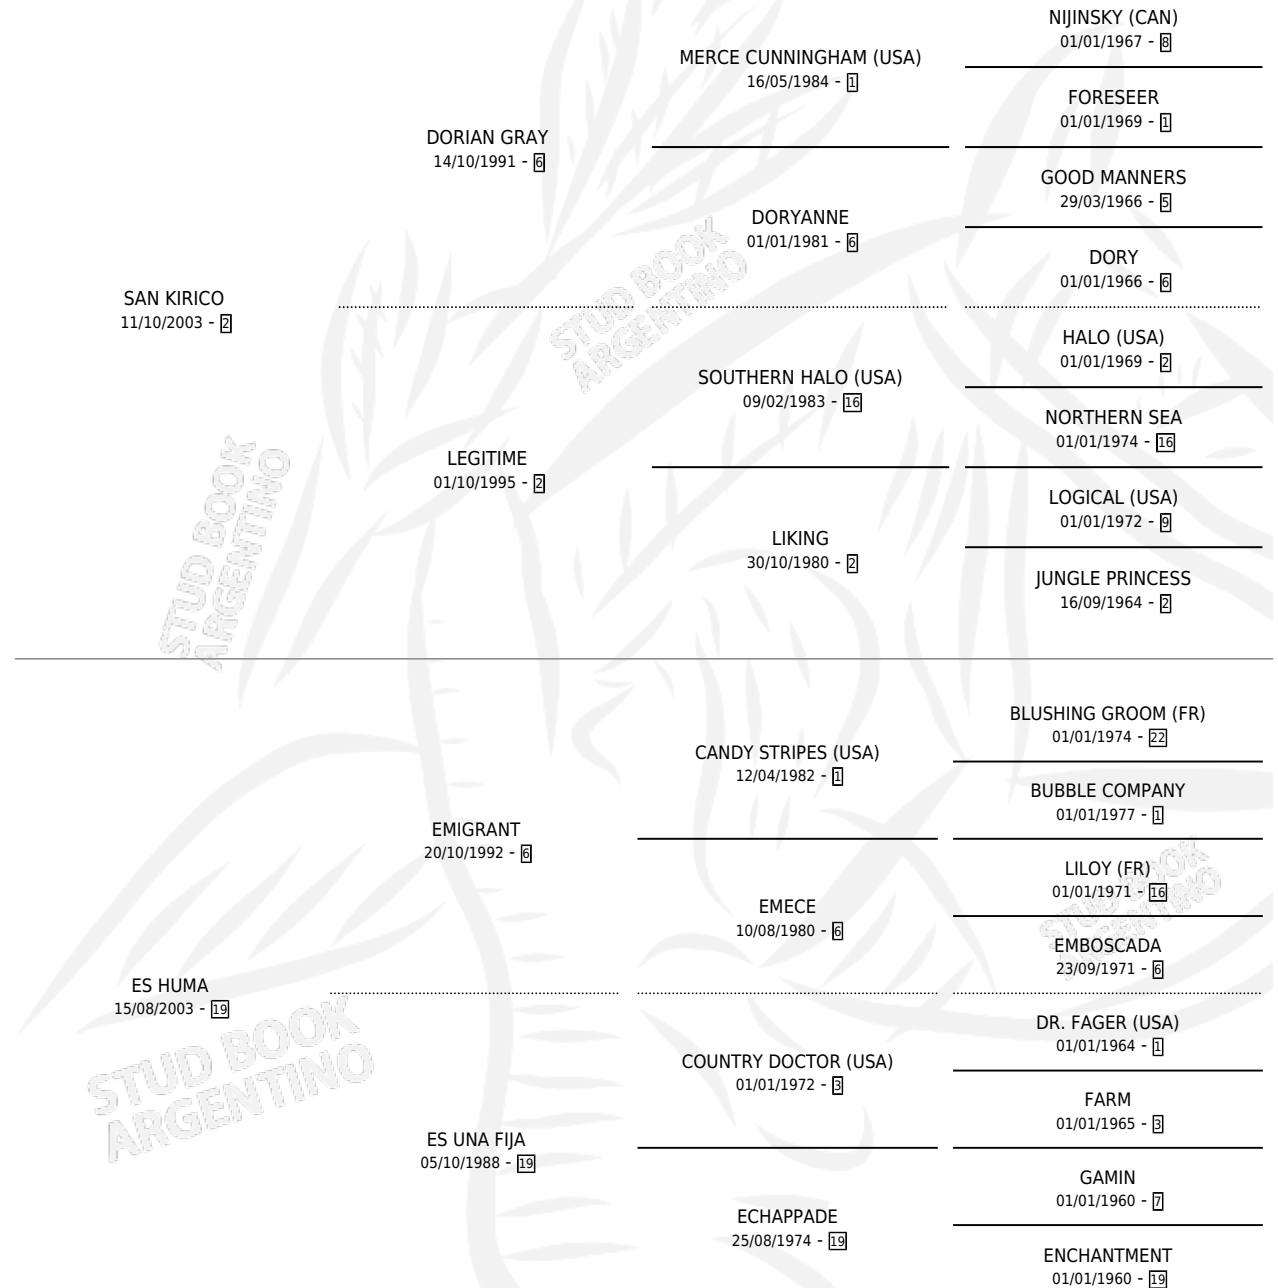 NIJINSKY (CAN)
01/01/1967 - 8
MERCE CUNNINGHAM (USA)
16/05/1984 - 1
FORESEER
01/01/1969 - 1
DORIAN GRAY
14/10/1991 - 6
GOOD MANNERS
29/03/1966 - 5
DORYANNE
01/01/1981 - 6
DORY
01/01/1966 - 6
SAN KIRICO
11/10/2003 - 2
HALO (USA)
01/01/1969 - 2
SOUTHERN HALO (USA)
09/02/1983 - 16
NORTHERN SEA
01/01/1974 - 16
LEGITIME
01/10/1995 - 2
LOGICAL (USA)
01/01/1972 - 9
LIKING
30/10/1980 - 2
JUNGLE PRINCESS
16/09/1964 - 2
BLUSHING GROOM (FR)
01/01/1974 - 22
CANDY STRIPES (USA)
12/04/1982 - 1
BUBBLE COMPANY
01/01/1977 - 1
EMIGRANT
20/10/1992 - 6
LILOY (FR)
01/01/1971 - 16
EMECE
10/08/1980 - 6
EMBOSCADA
23/09/1971 - 6
ES HUMA
15/08/2003 - 19
DR. FAGER (USA)
01/01/1964 - 1
COUNTRY DOCTOR (USA)
01/01/1972 - 3
FARM
01/01/1965 - 3
ES UNA FIJA
05/10/1988 - 19
GAMIN
01/01/1960 - 7
ECHAPPADE
25/08/1974 - 19
ENCHANTMENT
01/01/1960 - 19
STUD BOOK
ARGENTINO
STUD BOOK
ARGENTINO
STUD BOOK
ARGENTINO
STUD BOOK
ARGENTINO